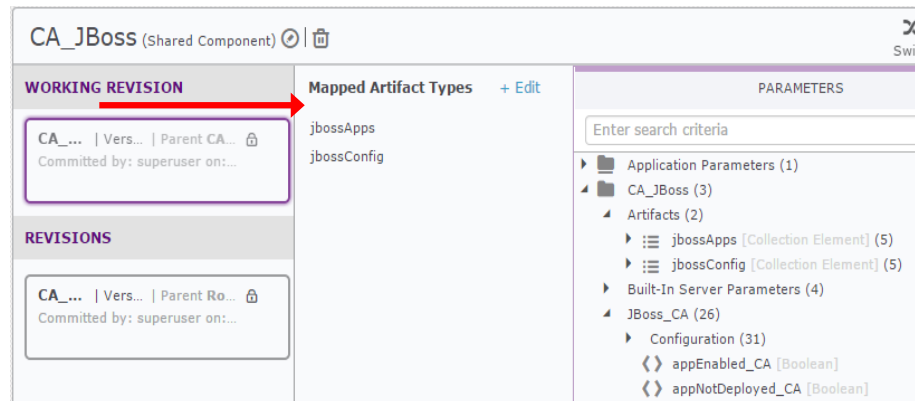 CA_JBoss (Shared Component)
Swi
WORKING REVISION
CA_... | Vers... | Parent CA...
Committed by: superuser on:...
REVISIONS
CA_... | Vers... | Parent Ro...
Committed by: superuser on:...
Mapped Artifact Types + Edit
jbossApps
jbossConfig
PARAMETERS
Enter search criteria
Application Parameters (1)
CA_JBoss (3)
Artifacts (2)
jbossApps [Collection Element] (5)
jbossConfig [Collection Element] (5)
Built-In Server Parameters (4)
JBoss_CA (26)
Configuration (31)
appEnabled_CA [Boolean]
appNotDeployed_CA [Boolean]